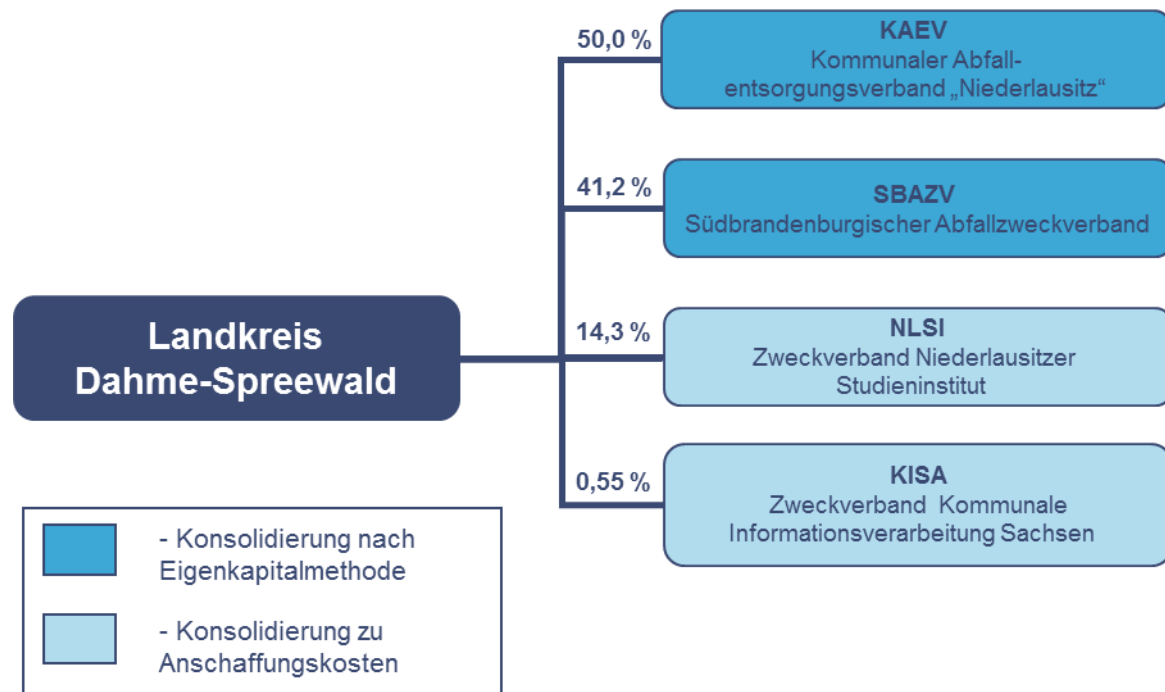 50,0 %
KAEV
Kommunaler Abfall-
entsorgungsverband „Niederlausitz“
41,2 %
SBAZV
Südbrandenburgischer Abfallzweckverband
Landkreis
Dahme-Spreewald
14,3 %
NLSI
Zweckverband Niederlausitzer
Studieninstitut
0,55 %
KISA
Zweckverband Kommunale
Informationsverarbeitung Sachsen
- Konsolidierung nach
Eigenkapitalmethode
- Konsolidierung zu
Anschaffungskosten